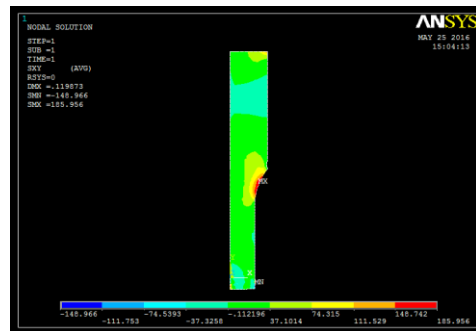 1
NODAL SOLUTION
ANSYS
MAY 25 2016
15:04:13
STEP=1
SUB =1
TIME=1
SXY (AVG)
RSYS=0
DMX =.119873
SMN =-148.966
SMX =185.956
MX
Y
X
MN
-148.966 -74.5393 -.112196 74.315 148.742
-111.753 -37.3258 37.1014 111.529 185.956